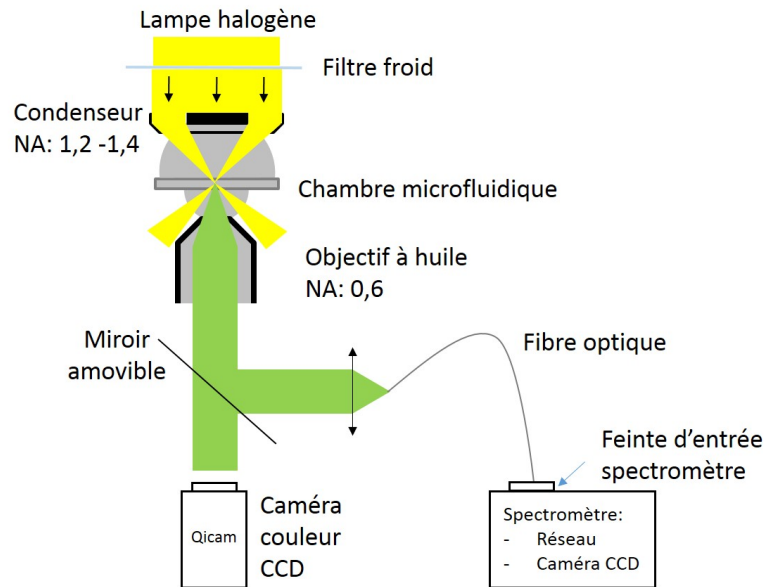 Lampe halogène
Filtre froid
Condenseur
NA: 1,2 -1,4
Chambre microfluidique
Objectif à huile
NA: 0,6
Miroir
amovible
Fibre optique
Feinte d'entrée
spectromètre
Qicam
Caméra
couleur
CCD
Spectromètre:
- Réseau
- Caméra CCD